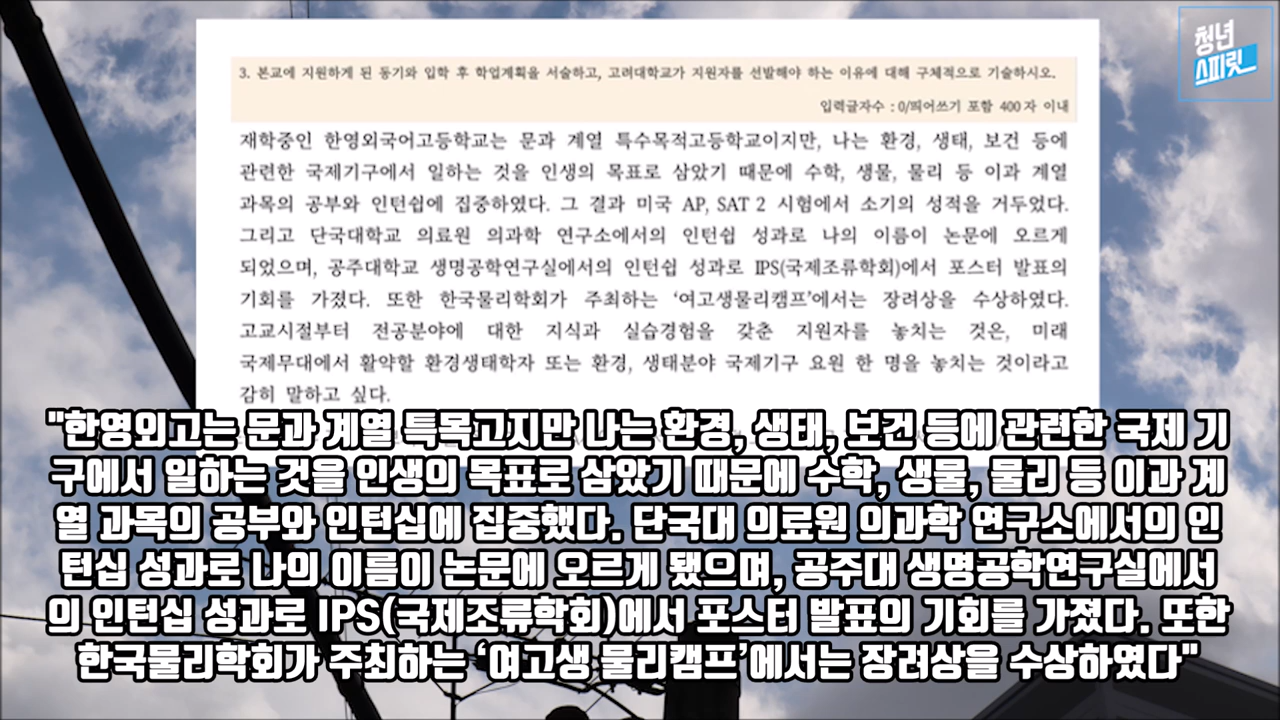 청년
스피릿
3. 본교에 지원하게 된 동기와 입학 후 학업계획을 서술하고, 고려대학교가 지원자를 선발해야 하는 이유에 대해 구체적으로 기술하시오.
입력글자수 : 0/띄어쓰기 포함 400자 이내
재학중인 한영외국어고등학교는 문과 계열 특수목적고등학교이지만, 나는 환경, 생태, 보건 등에
관련한 국제기구에서 일하는 것을 인생의 목표로 삼았기 때문에 수학, 생물, 물리 등 이과 계열
과목의 공부와 인턴쉽에 집중하였다. 그 결과 미국 AP, SAT 2 시험에서 소기의 성적을 거두었다.
그리고 단국대학교 의료원 의과학 연구소에서의 인턴쉽 성과로 나의 이름이 논문에 오르게
되었으며, 공주대학교 생명공학연구실에서의 인턴쉽 성과로 IPS(국제조류학회)에서 포스터 발표의
기회를 가졌다. 또한 한국물리학회가 주최하는 ‘여고생물리캠프’에서는 장려상을 수상하였다.
고교시절부터 전공분야에 대한 지식과 실습경험을 갖춘 지원자를 놓치는 것은, 미래
국제무대에서 활약할 환경생태학자 또는 환경, 생태분야 국제기구 요원 한 명을 놓치는 것이라고
감히 말하고 싶다.
"한영외고는 문과 계열 특목고지만 나는 환경, 생태, 보건 등에 관련한 국제 기
구에서 일하는 것을 인생의 목표로 삼았기 때문에 수학, 생물, 물리 등 이과 계
열 과목의 공부와 인턴십에 집중했다. 단국대 의료원 의과학 연구소에서의 인
턴십 성과로 나의 이름이 논문에 오르게 됐으며, 공주대 생명공학연구실에서
의 인턴십 성과로 IPS(국제조류학회)에서 포스터 발표의 기회를 가졌다. 또한
한국물리학회가 주최하는 ‘여고생 물리캠프’에서는 장려상을 수상하였다"